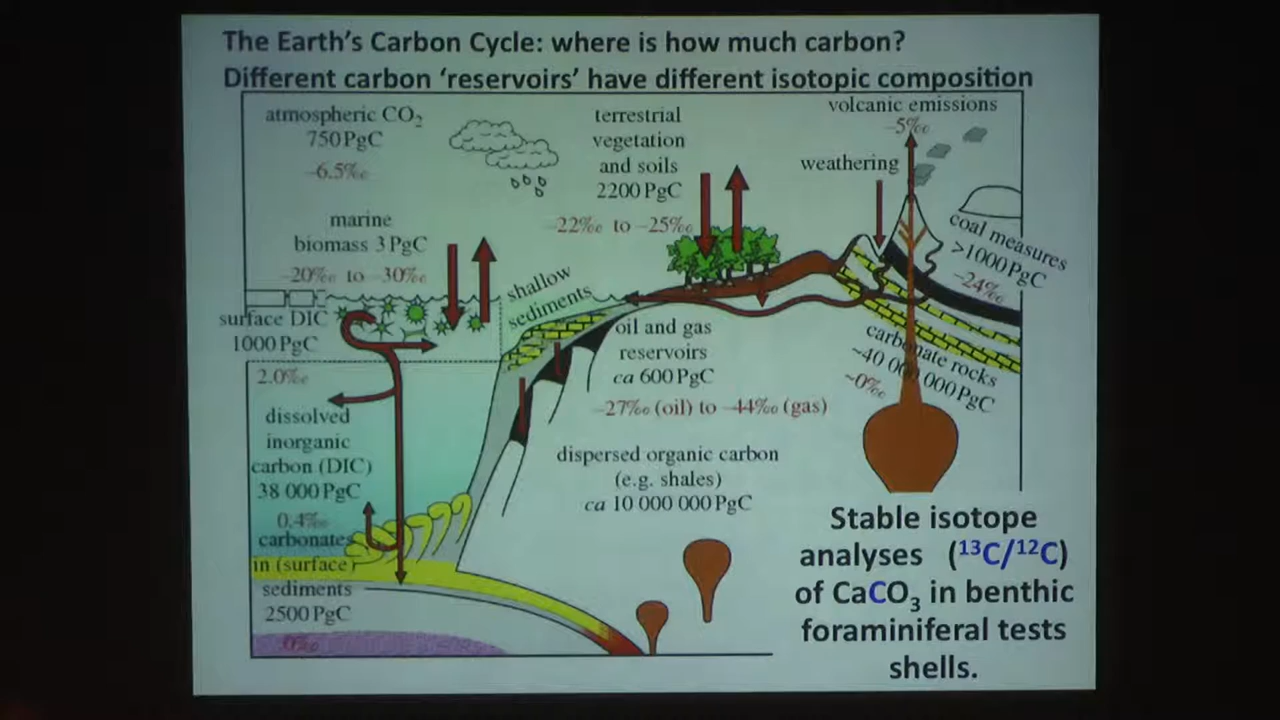 The Earth's Carbon Cycle: where is how much carbon?
Different carbon ‘reservoirs’ have different isotopic composition
atmospheric CO₂
750 PgC
-6.5‰
terrestrial
vegetation
and soils
2200 PgC
-22‰ to -25‰
volcanic emissions
-5‰
weathering
marine
biomass 3 PgC
-20‰ to -30‰
coal measures
>1000 PgC
-24‰
shallow
sediments
surface DIC
1000 PgC
2.0‰
oil and gas
reservoirs
ca 600 PgC
-27‰ (oil) to -44‰ (gas)
carbonate rocks
~40 000 000 PgC
~0‰
dissolved
inorganic
carbon (DIC)
38 000 PgC
0.4‰
dispersed organic carbon
(e.g. shales)
ca 10 000 000 PgC
carbonates
in (surface)
sediments
2500 PgC
0‰
Stable isotope
analyses (¹³C/¹²C)
of CaCO₃ in benthic
foraminiferal tests
shells.